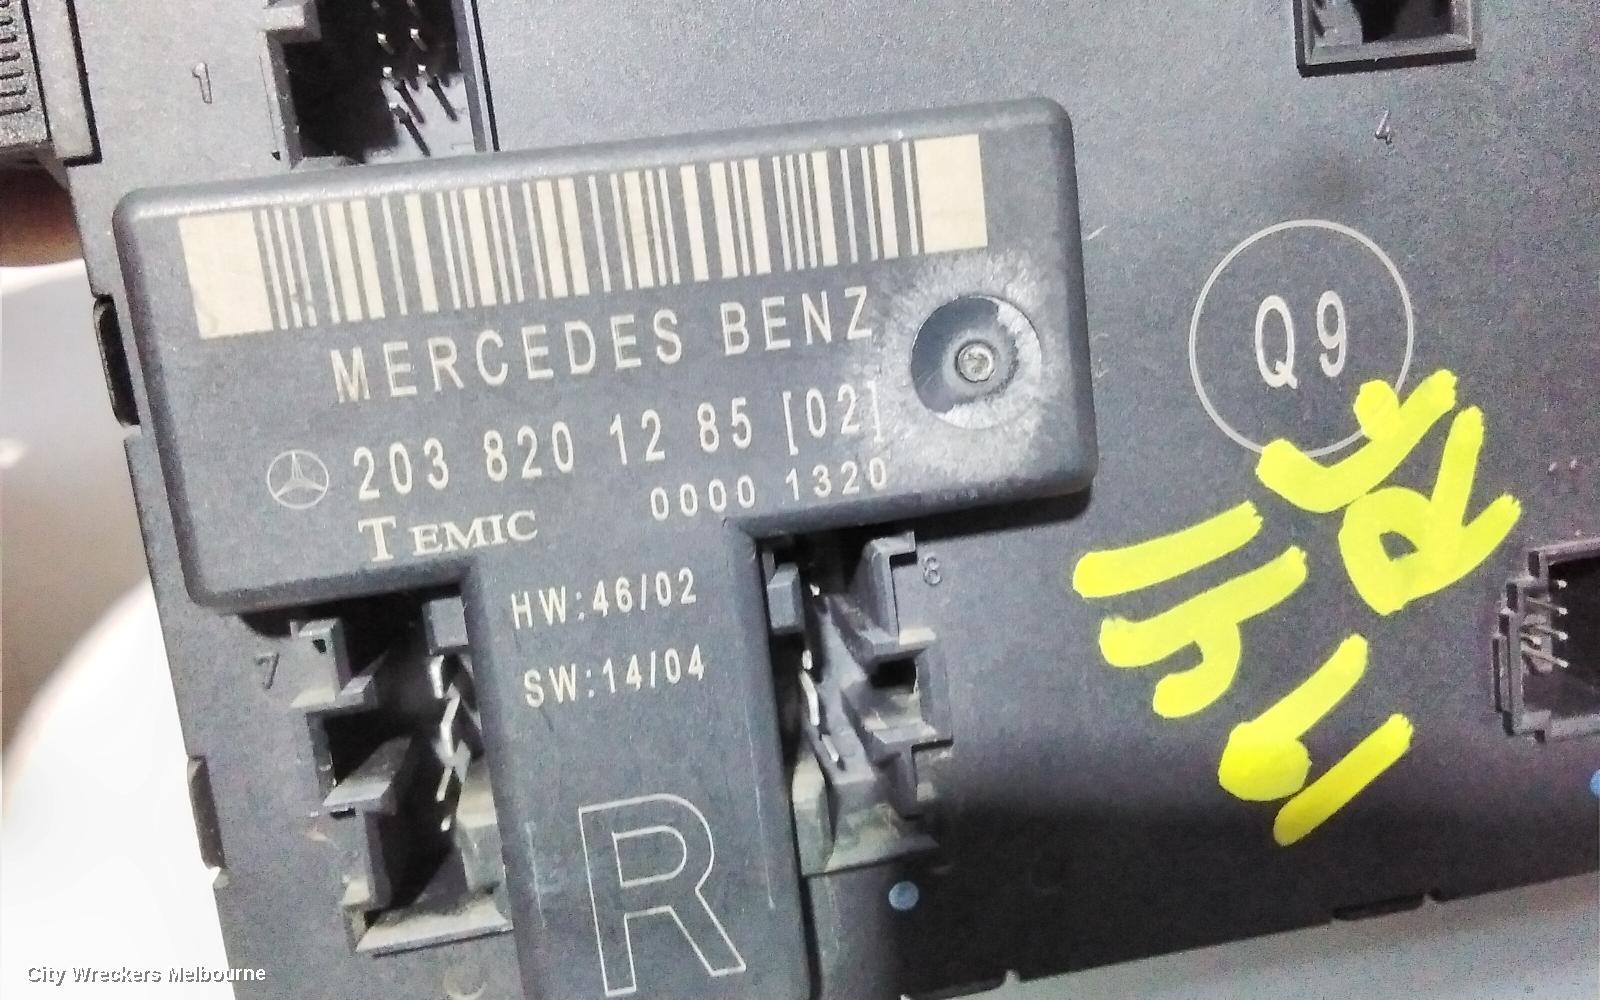 1
4
MERCEDES BENZ
203 820 12 85 [02]
0000 1320
TEMIC
HW:46/02
SW:14/04
Q9
7
8
R
City Wreckers Melbourne